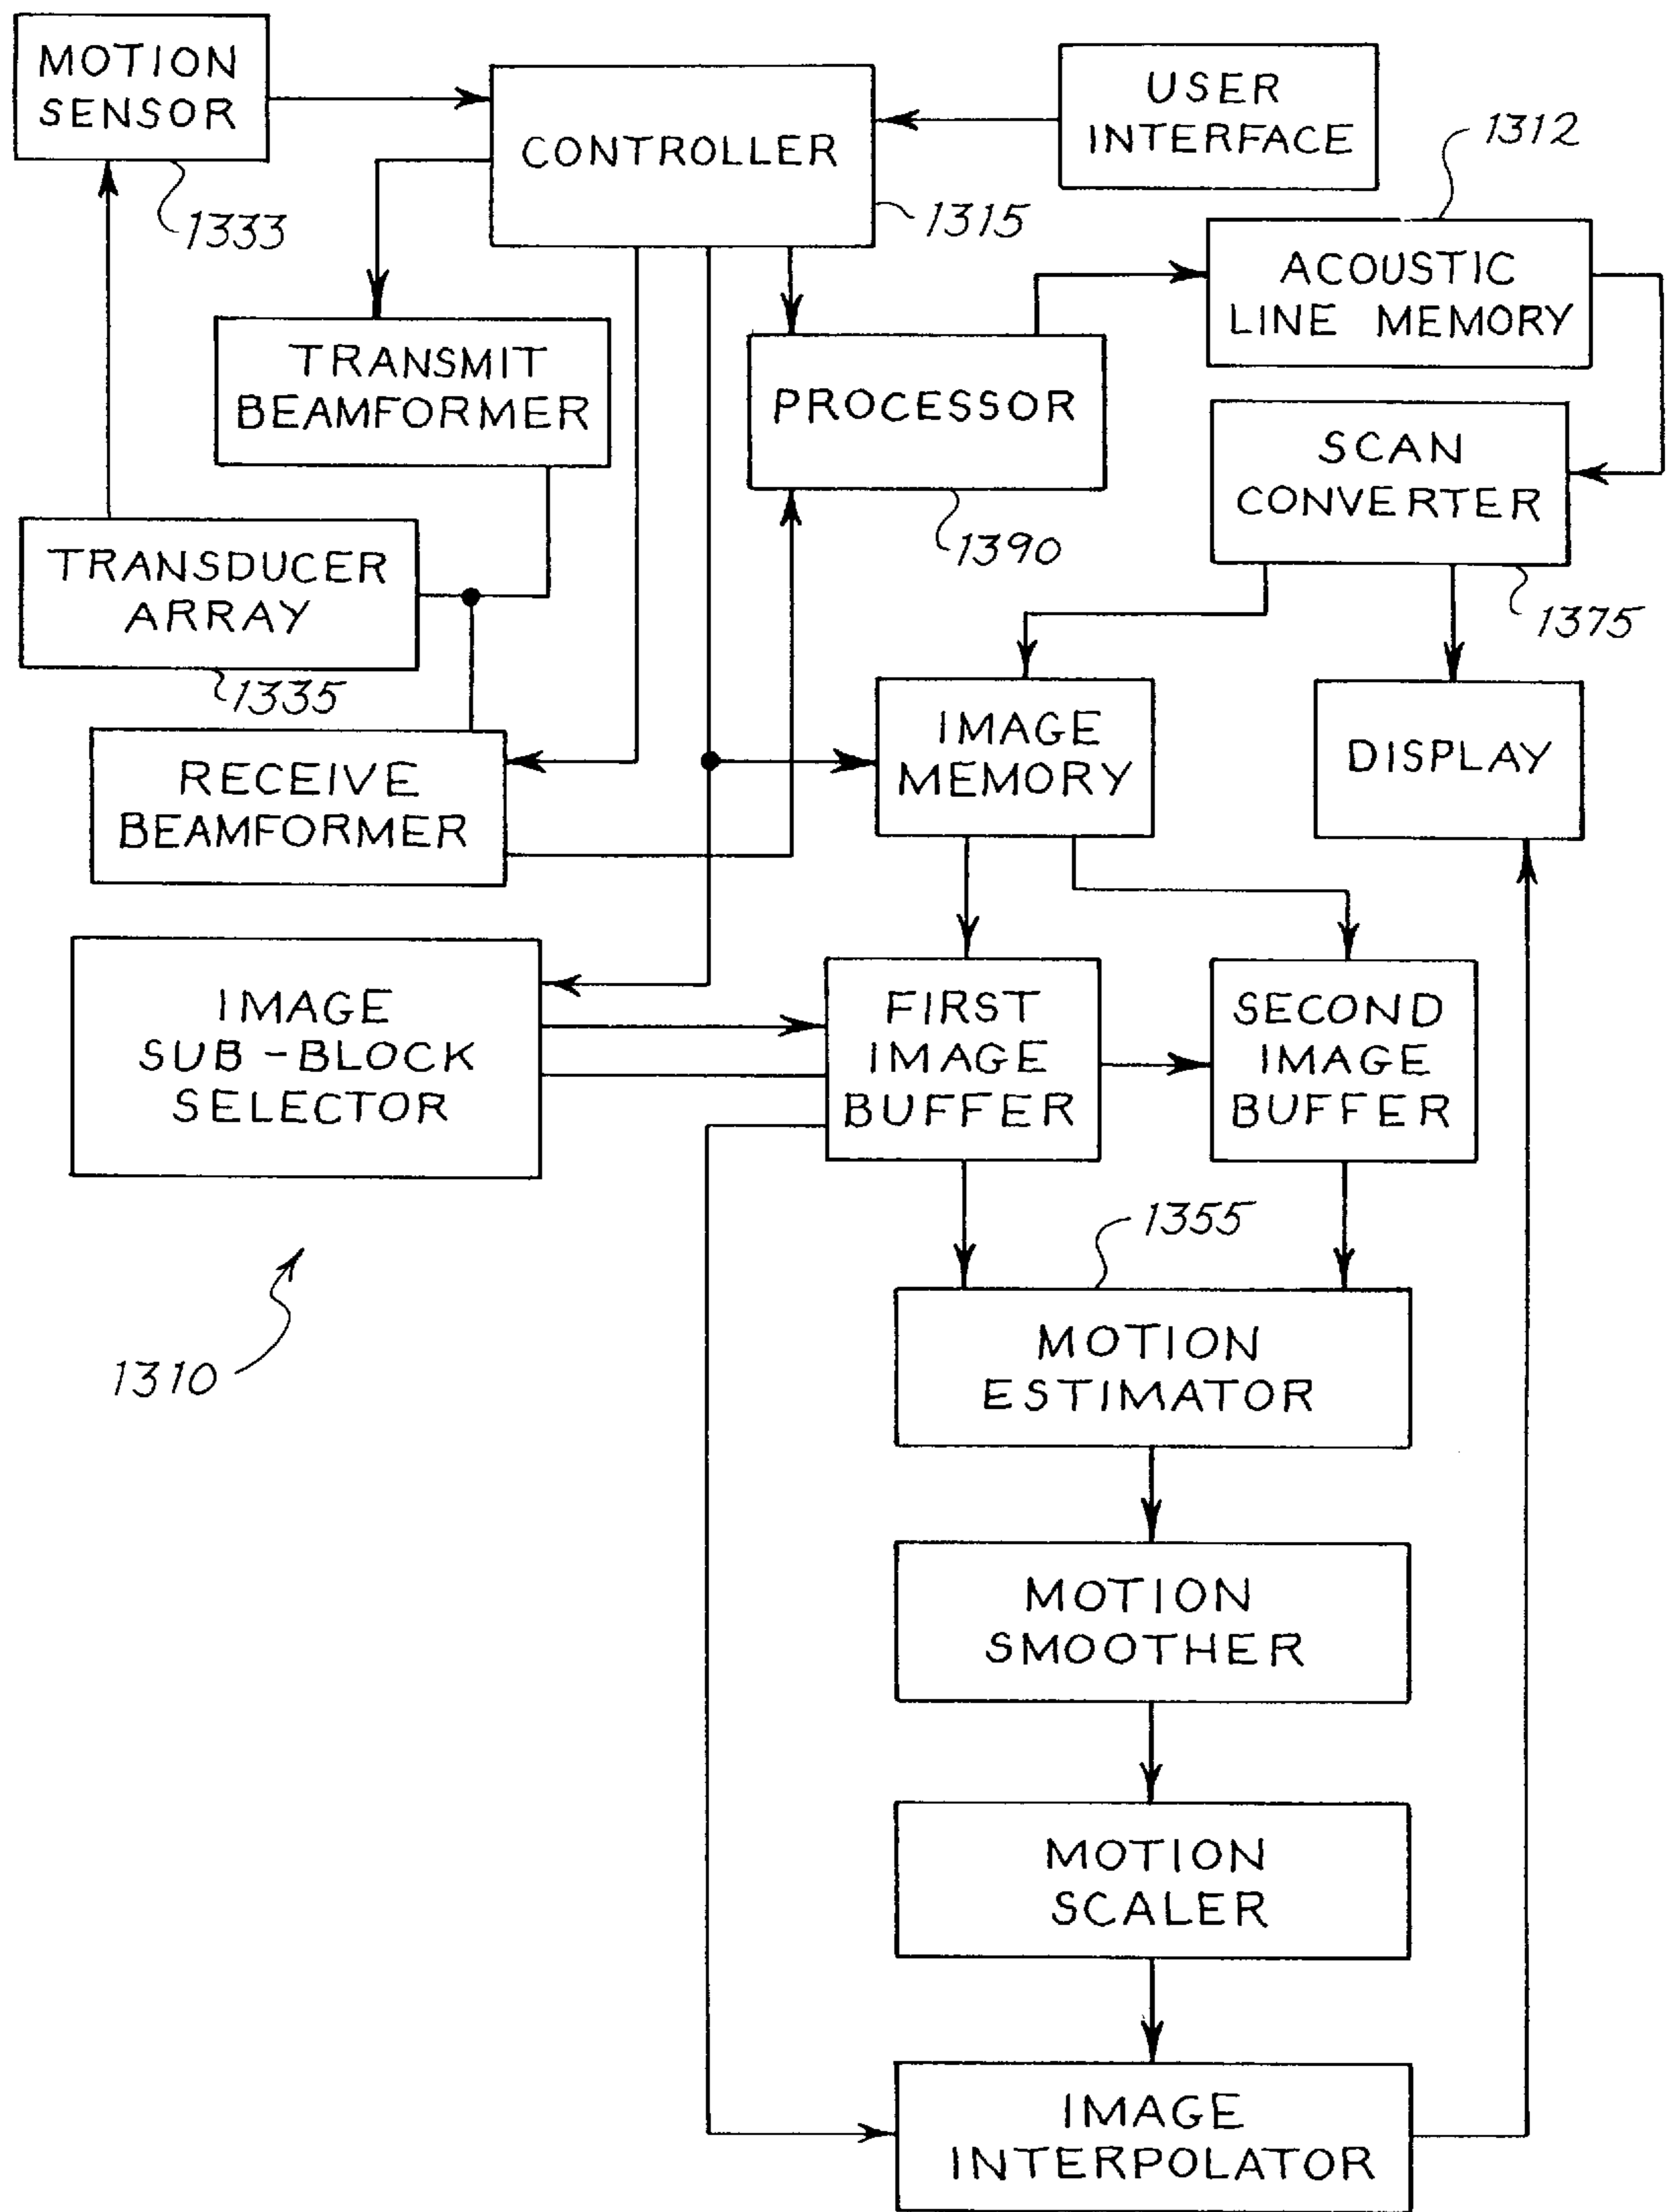 MOTION
SENSOR
1333
CONTROLLER
1315
USER
INTERFACE
1312
ACOUSTIC
LINE MEMORY
TRANSMIT
BEAMFORMER
PROCESSOR
1390
SCAN
CONVERTER
1375
TRANSDUCER
ARRAY
1335
RECEIVE
BEAMFORMER
IMAGE
MEMORY
DISPLAY
IMAGE
SUB-BLOCK
SELECTOR
FIRST
IMAGE
BUFFER
SECOND
IMAGE
BUFFER
1355
1310
MOTION
ESTIMATOR
MOTION
SMOOTHER
MOTION
SCALER
IMAGE
INTERPOLATOR